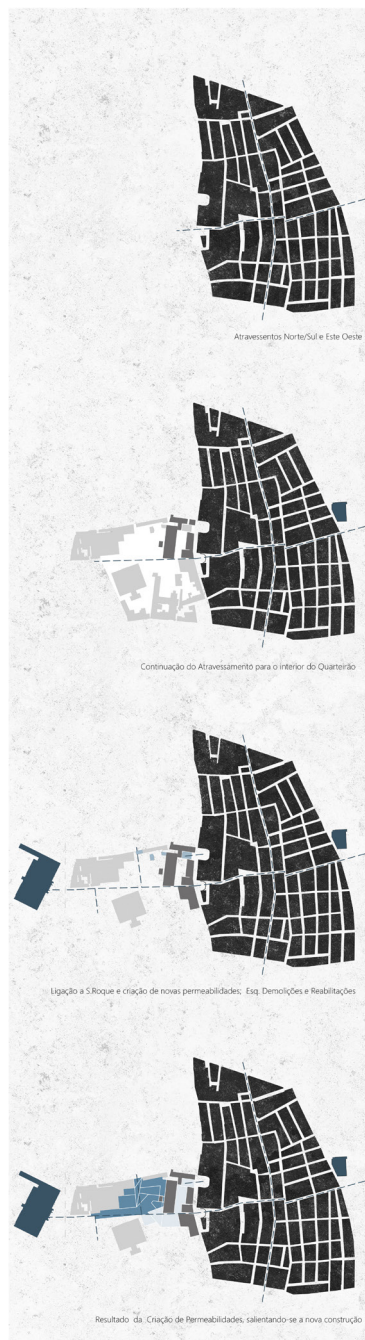 Atravessentos Norte/Sul e Este Oeste
Continuação do Atravessamento para o interior do Quarteirão
Ligação a S.Roque e criação de novas permeabilidades; Esq. Demolições e Reabilitações
Resultado da Criação de Permeabilidades, salientando-se a nova construção